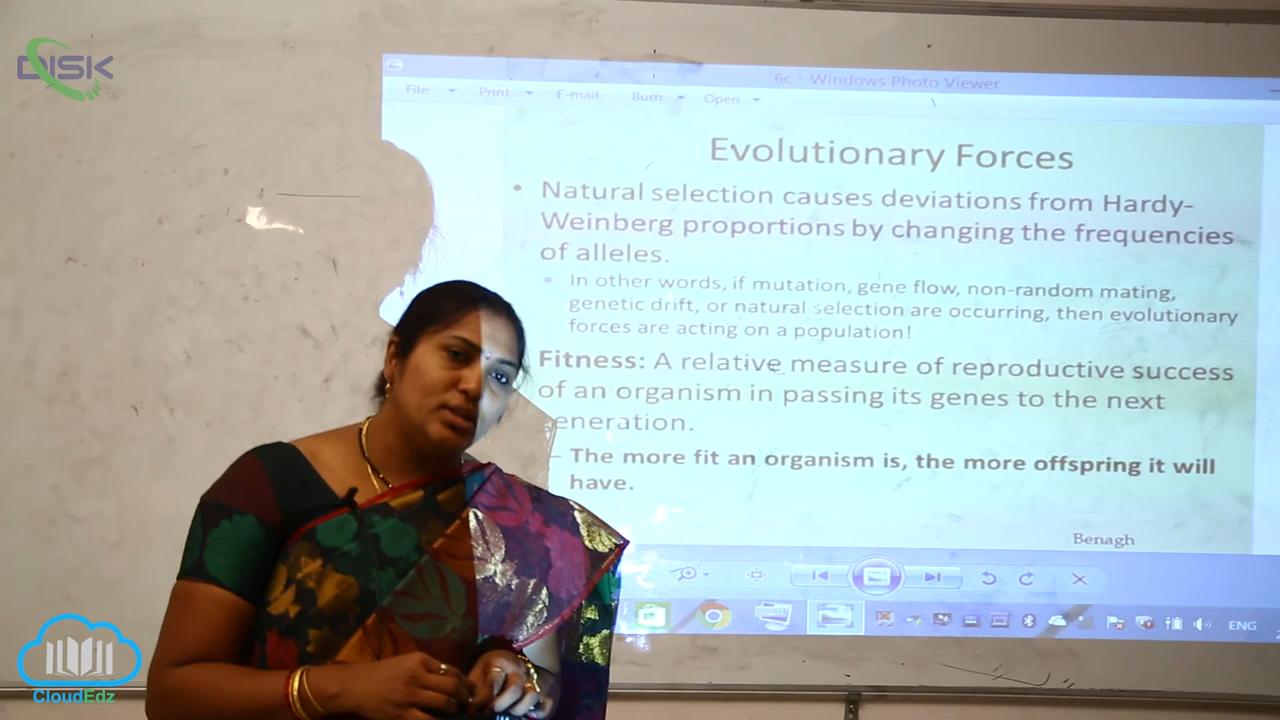 DISK
6c - Windows Photo Viewer
File Print E-mail Burn Open
Evolutionary Forces
• Natural selection causes deviations from Hardy-
Weinberg proportions by changing the frequencies
of alleles.
In other words, if mutation, gene flow, non-random mating,
genetic drift, or natural selection are occurring, then evolutionary
forces are acting on a population!
Fitness: A relative measure of reproductive success
of an organism in passing its genes to the next
eneration.
– The more fit an organism is, the more offspring it will
have.
Benagh
ENG
CloudEdz